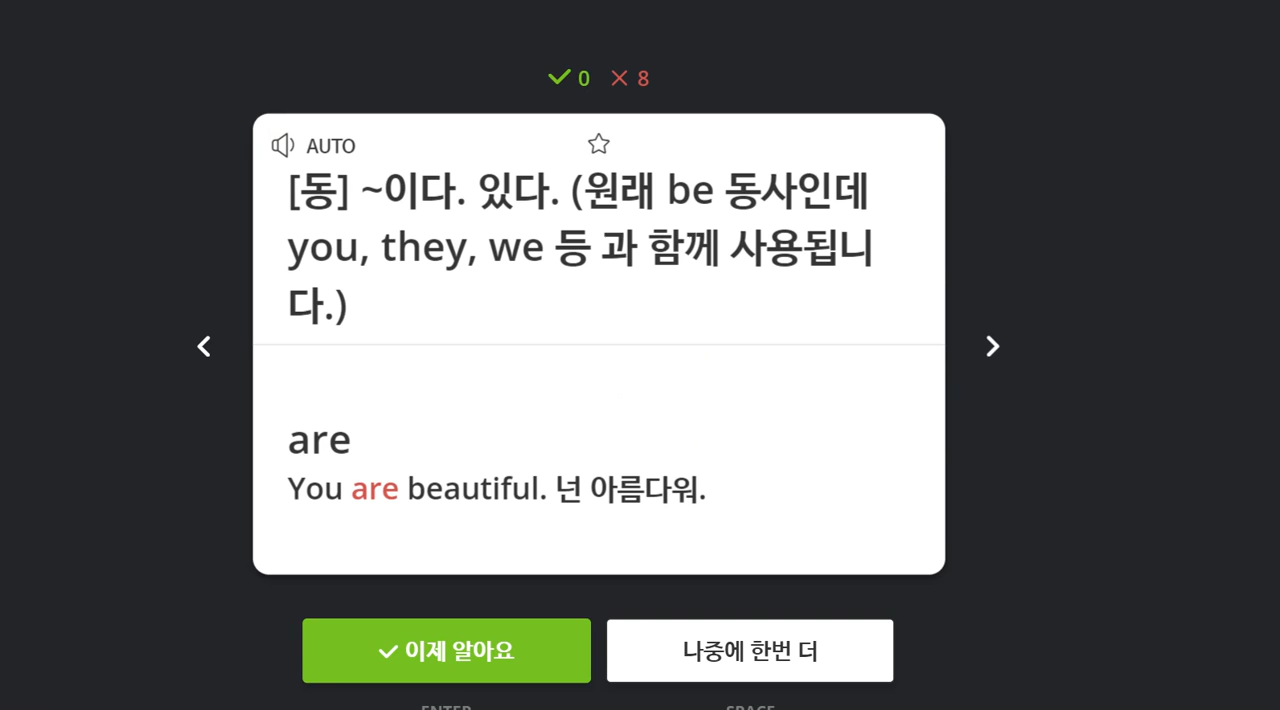 0 8
AUTO
[동] ~이다. 있다. (원래 be 동사인데
you, they, we 등 과 함께 사용됩니
다.)
are
You are beautiful. 넌 아름다워.
이제 알아요 나중에 한번 더
ENTER SPACE